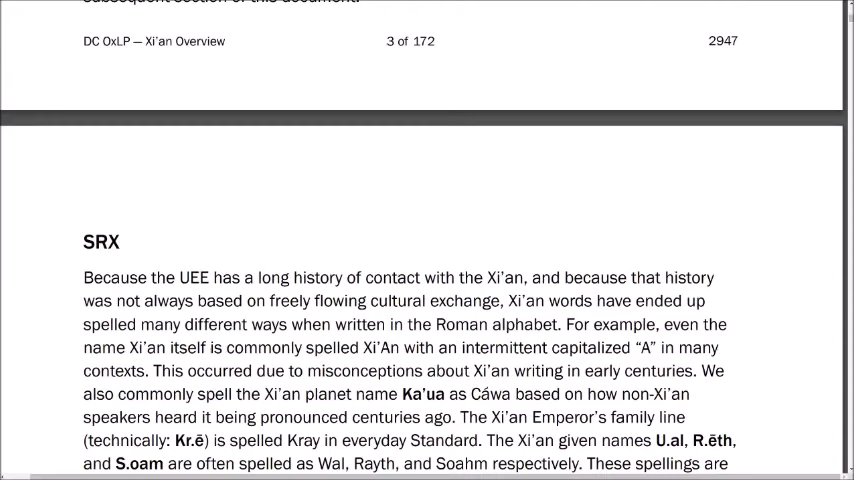 subsequent section of this document.
DC OxLP — Xi’an Overview 3 of 172 2947
SRX
Because the UEE has a long history of contact with the Xi’an, and because that history
was not always based on freely flowing cultural exchange, Xi’an words have ended up
spelled many different ways when written in the Roman alphabet. For example, even the
name Xi’an itself is commonly spelled Xi’An with an intermittent capitalized “A” in many
contexts. This occurred due to misconceptions about Xi’an writing in early centuries. We
also commonly spell the Xi’an planet name Ka’ua as Cáwa based on how non-Xi’an
speakers heard it being pronounced centuries ago. The Xi’an Emperor’s family line
(technically: Kr.ē) is spelled Kray in everyday Standard. The Xi’an given names U.al, R.ēth,
and S.oam are often spelled as Wal, Rayth, and Soahm respectively. These spellings are